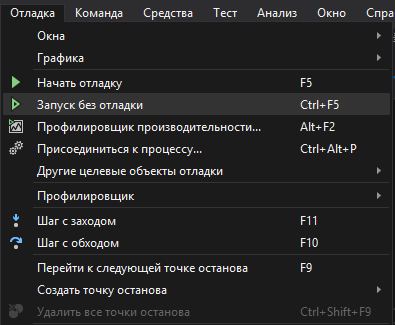 Отладка Команда Средства Тест Анализ Окно Спра
Окна
Графика
Начать отладку F5
Запуск без отладки Ctrl+F5
Профилировщик производительности... Alt+F2
Присоединиться к процессу... Ctrl+Alt+P
Другие целевые объекты отладки
Профилировщик
Шаг с заходом F11
Шаг с обходом F10
Перейти к следующей точке останова F9
Создать точку останова
Удалить все точки останова Ctrl+Shift+F9